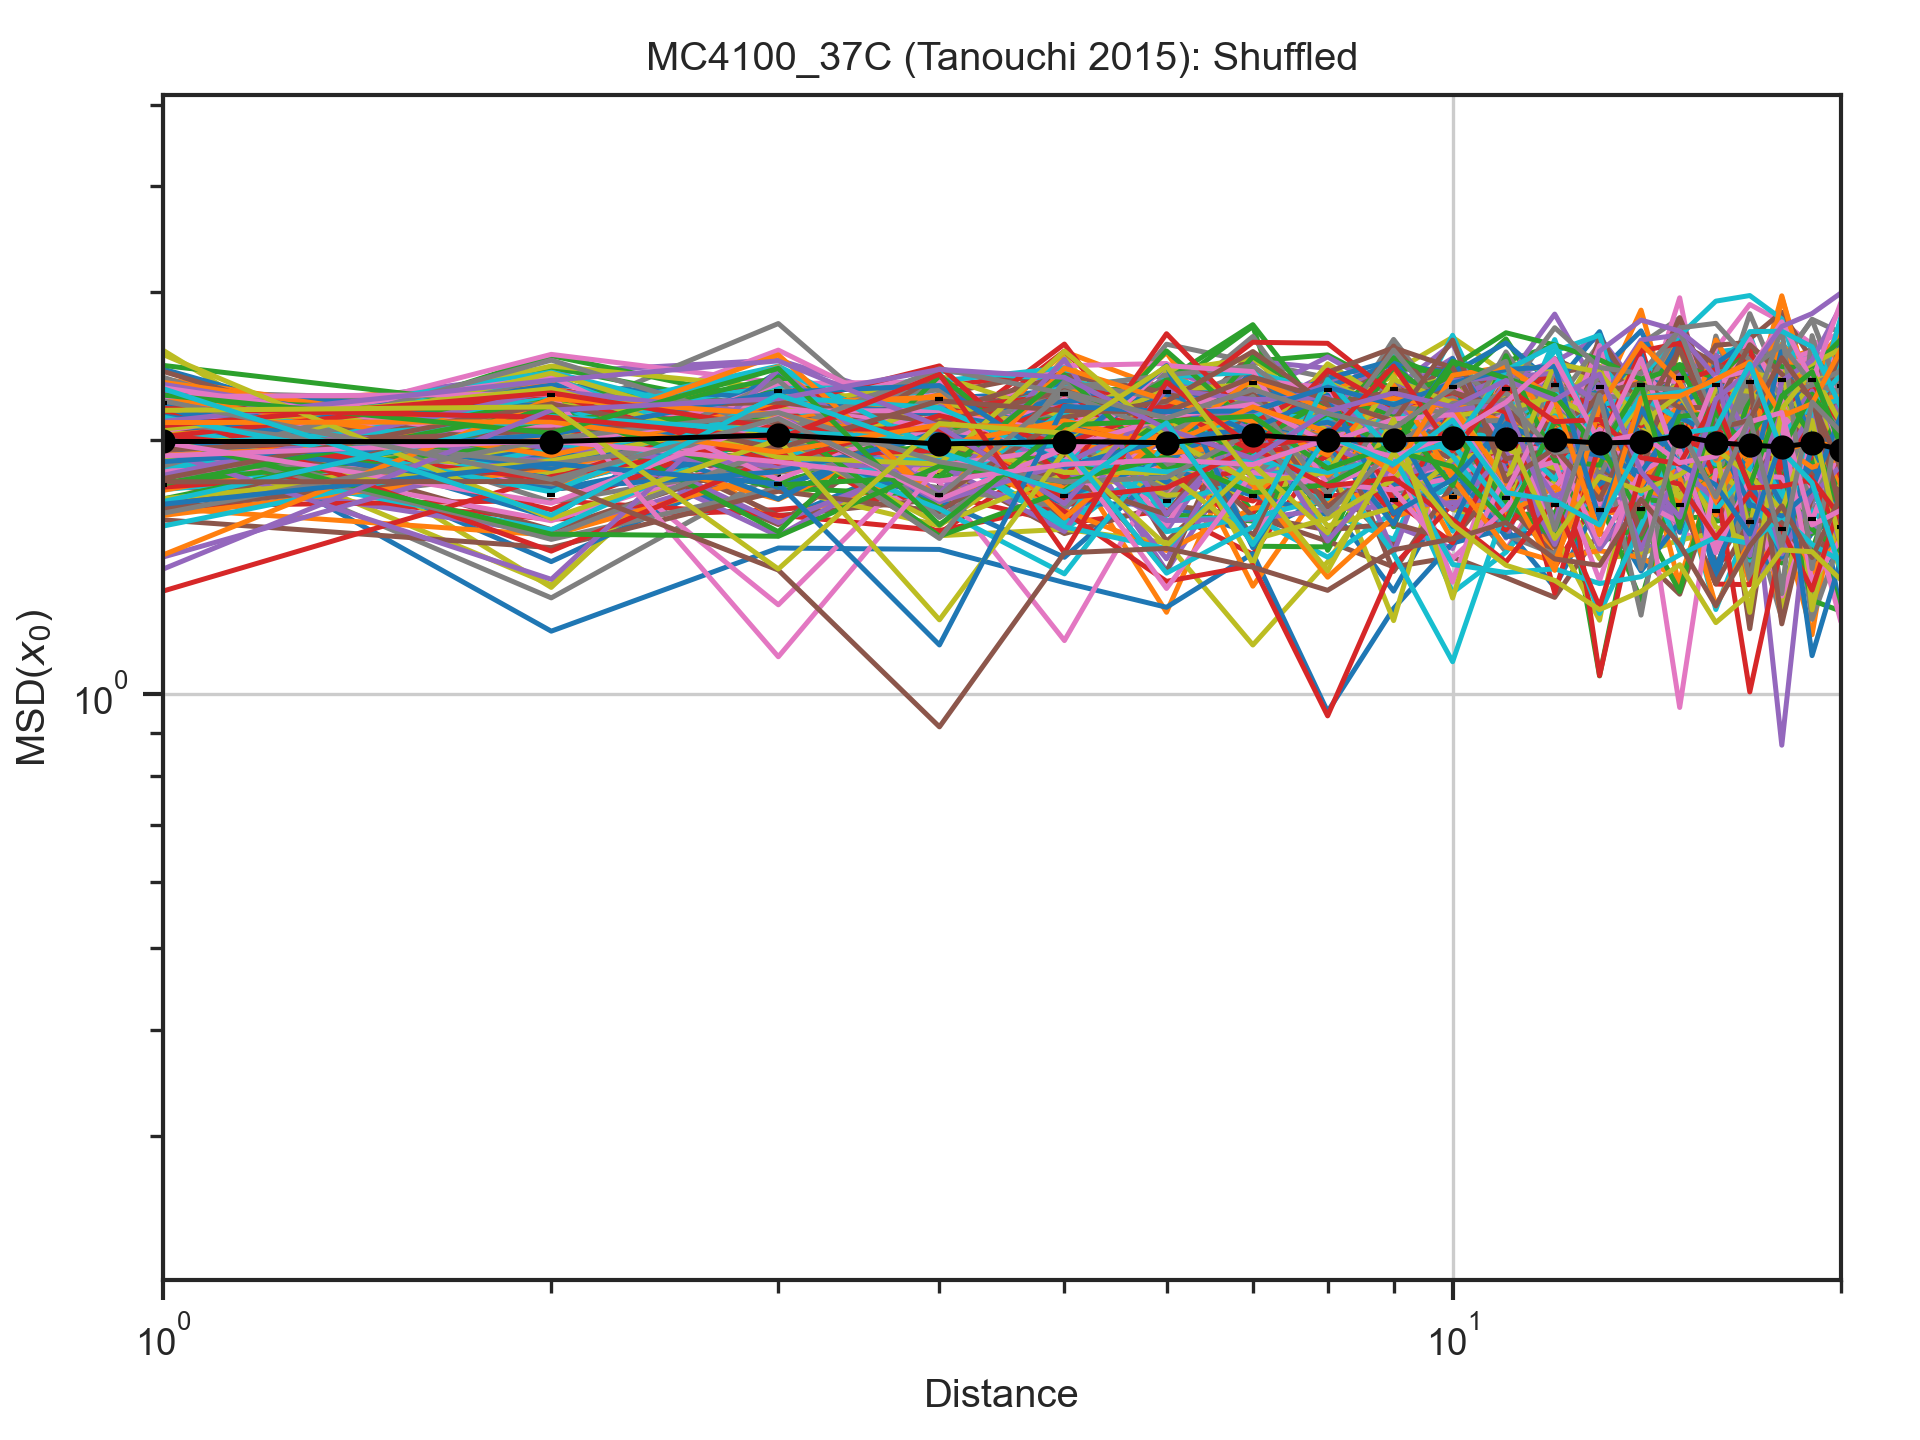 MC4100_37C (Tanouchi 2015): Shuffled
MSD(x₀)
10⁰
10⁰
10¹
Distance